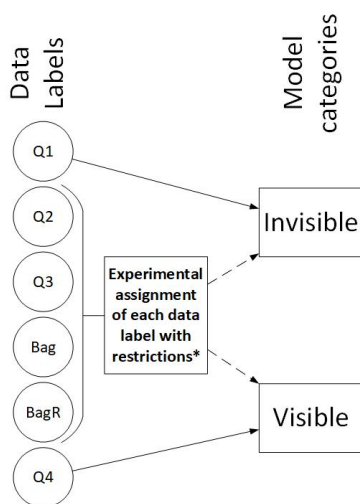 Data
Labels
Model
categories
Q1
Q2
Q3
Bag
BagR
Q4
Experimental
assignment
of each data
label with
restrictions*
Invisible
Visible